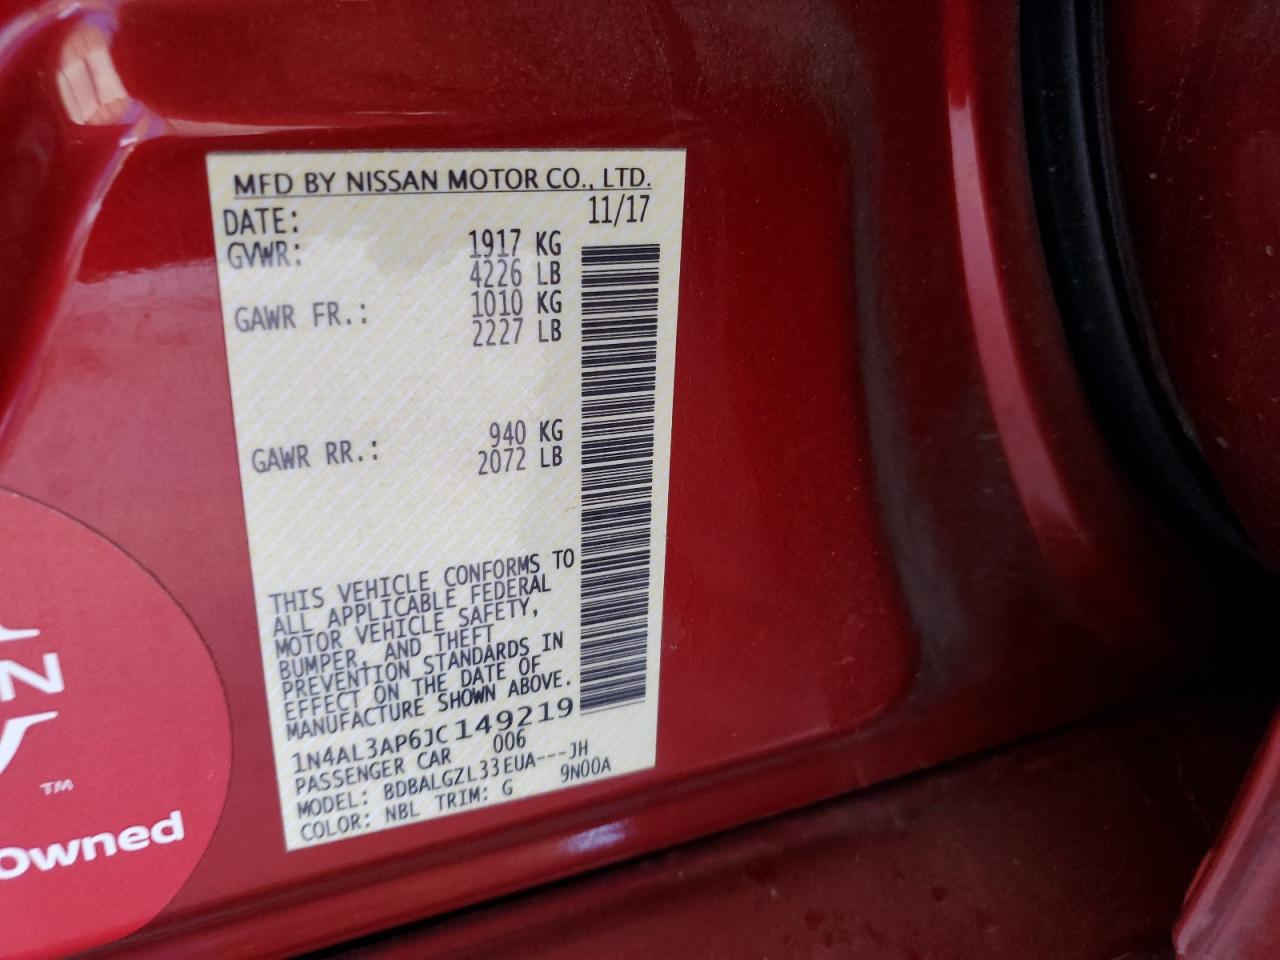 MFD BY NISSAN MOTOR CO., LTD.
DATE: 11/17
GVWR: 1917 KG
4226 LB
GAWR FR.: 1010 KG
2227 LB
GAWR RR.: 940 KG
2072 LB
THIS VEHICLE CONFORMS TO
ALL APPLICABLE FEDERAL
MOTOR VEHICLE SAFETY,
BUMPER, AND THEFT
PREVENTION STANDARDS IN
EFFECT ON THE DATE OF
MANUFACTURE SHOWN ABOVE.
1N4AL3AP6JC149219
PASSENGER CAR 006
MODEL: BDBALGZL33EUA---JH
COLOR: NBL TRIM: G 9N00A
N
TM
owned